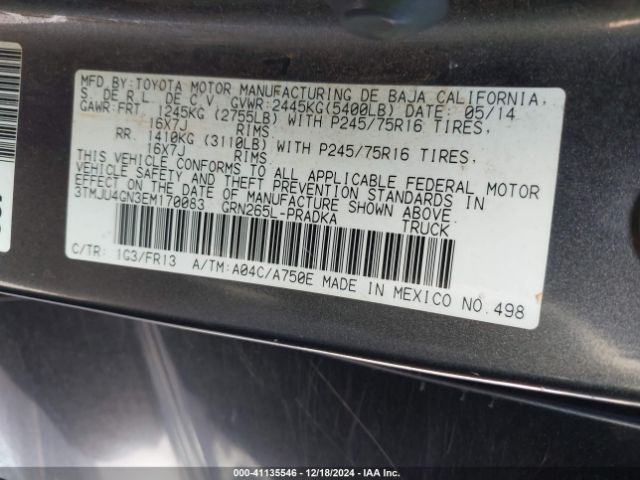 MFD.BY:TOYOTA MOTOR MANUFACTURING DE BAJA CALIFORNIA,
S. DE R.L. DE C.V. GVWR:2445KG(5400LB) DATE: 05/14
GAWR:FRT. 1245KG (2755LB) WITH P245/75R16 TIRES,
16X7J RIMS
RR. 1410KG (3110LB) WITH P245/75R16 TIRES,
16X7J RIMS
THIS VEHICLE CONFORMS TO ALL APPLICABLE FEDERAL MOTOR
VEHICLE SAFETY AND THEFT PREVENTION STANDARDS IN EFFECT
ON THE DATE OF MANUFACTURE SHOWN ABOVE.
3TMJU4GN3EM170063 GRN265L-PRADKA TRUCK
C/TR: 1G3/FR13 A/TM:A04C/A750E MADE IN MEXICO NO.498
000-41135546 - 12/18/2024 - IAAI.COM